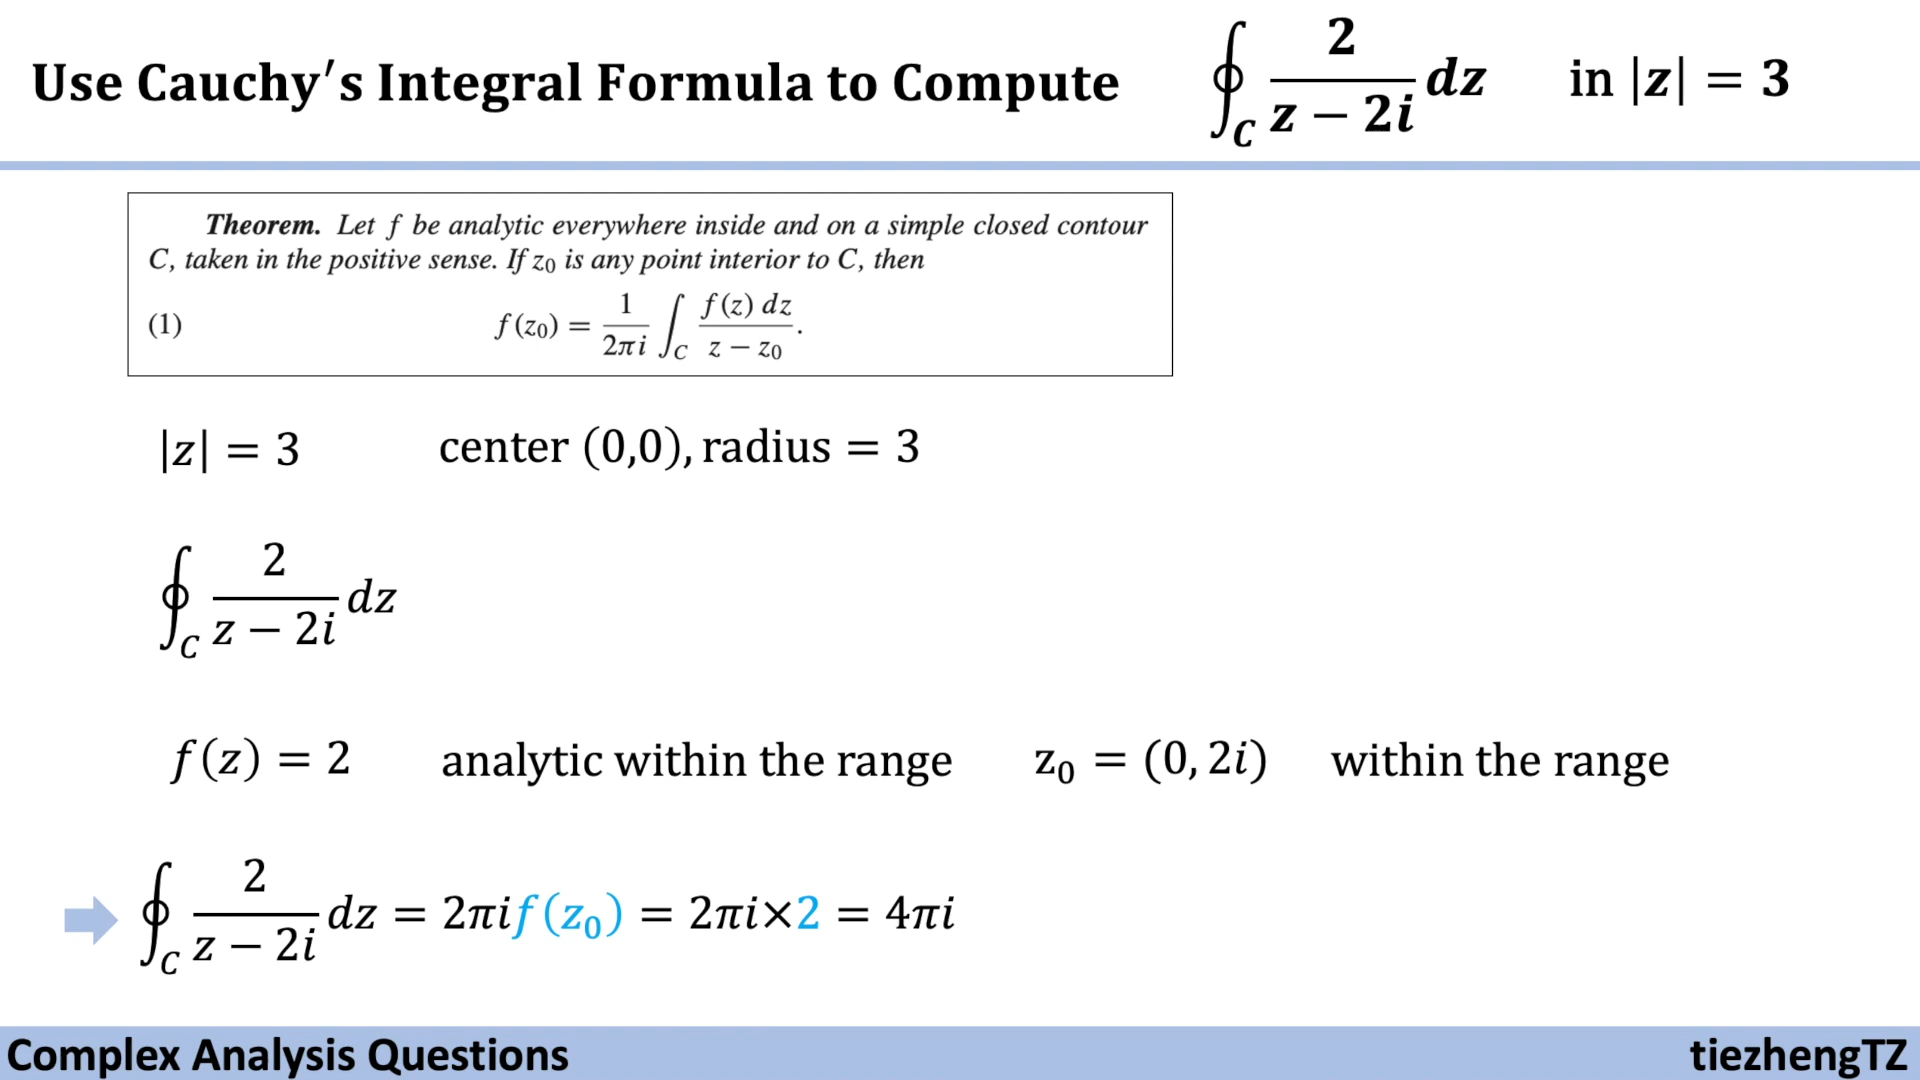 Use Cauchy′s Integral Formula to Compute ∮_C 2/(z − 2i) dz in |z| = 3
Theorem. Let f be analytic everywhere inside and on a simple closed contour
C, taken in the positive sense. If z₀ is any point interior to C, then
(1) f(z₀) = 1/(2πi) ∫_C f(z) dz/(z − z₀).
|z| = 3 center (0,0), radius = 3
∮_C 2/(z − 2i) dz
f(z) = 2 analytic within the range z₀ = (0, 2i) within the range
∮_C 2/(z − 2i) dz = 2πif(z₀) = 2πi×2 = 4πi
Complex Analysis Questions
tiezhengTZ